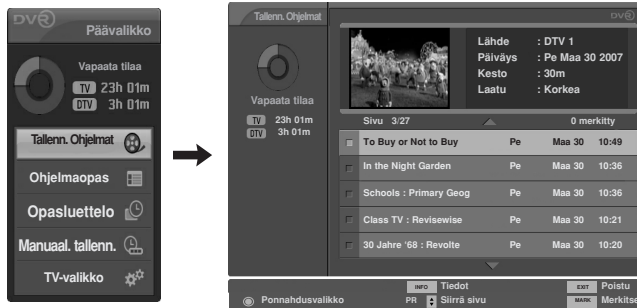 DVR
Päävalikko
Vapaata tilaa
TV 23h 01m
DTV 3h 01m
Tallenn. Ohjelmat
Ohjelmaopas
Opasluettelo
Manuaal. tallenn.
TV-valikko
Tallenn. Ohjelmat
DVR
Vapaata tilaa
TV 23h 01m
DTV 3h 01m
Lähde : DTV 1
Päiväys : Pe Maa 30 2007
Kesto : 30m
Laatu : Korkea
Sivu 3/27 0 merkitty
To Buy or Not to Buy Pe Maa 30 10:49
In the Night Garden Pe Maa 30 10:36
Schools : Primary Geog Pe Maa 30 10:36
Class TV : Revisewise Pe Maa 30 10:21
30 Jahre '68 : Revolte Pe Maa 30 10:20
INFO Tiedot EXIT Poistu
Ponnahdusvalikko PR Siirrä sivu MARK Merkitse